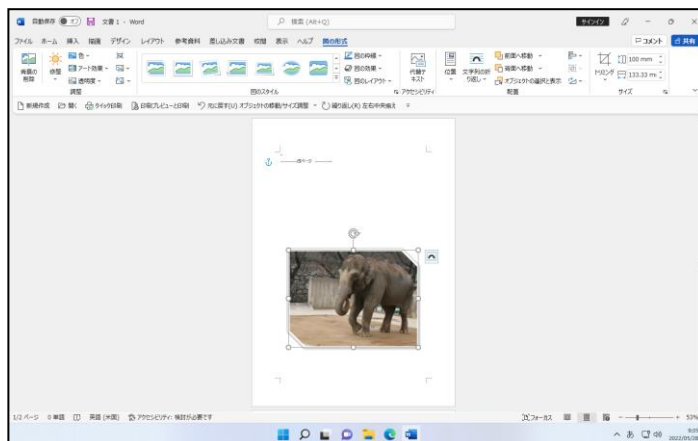 自動保存 オフ 文書 1 - Word 検索 (Alt+Q) サインイン
ファイル ホーム 挿入 描画 デザイン レイアウト 参考資料 差し込み文書 校閲 表示 ヘルプ 図の形式 コメント 共有
背景の削除 修整 色 アート効果 透明度 図の枠線 図の効果 図のレイアウト 代替テキスト 位置 文字列の折り返し 前面へ移動 背面へ移動 オブジェクトの選択と表示 トリミング 100 mm 133.33 mm
調整 図のスタイル アクセシビリティ 配置 サイズ
新規作成 開く クイック印刷 印刷プレビューと印刷 元に戻す(U) オブジェクトの移動/サイズ調整 繰り返し(R) 左右中央揃え
改ページ
1/2 ページ 0 単語 英語 (米国) アクセシビリティ: 検討が必要です フォーカス 53%
あ